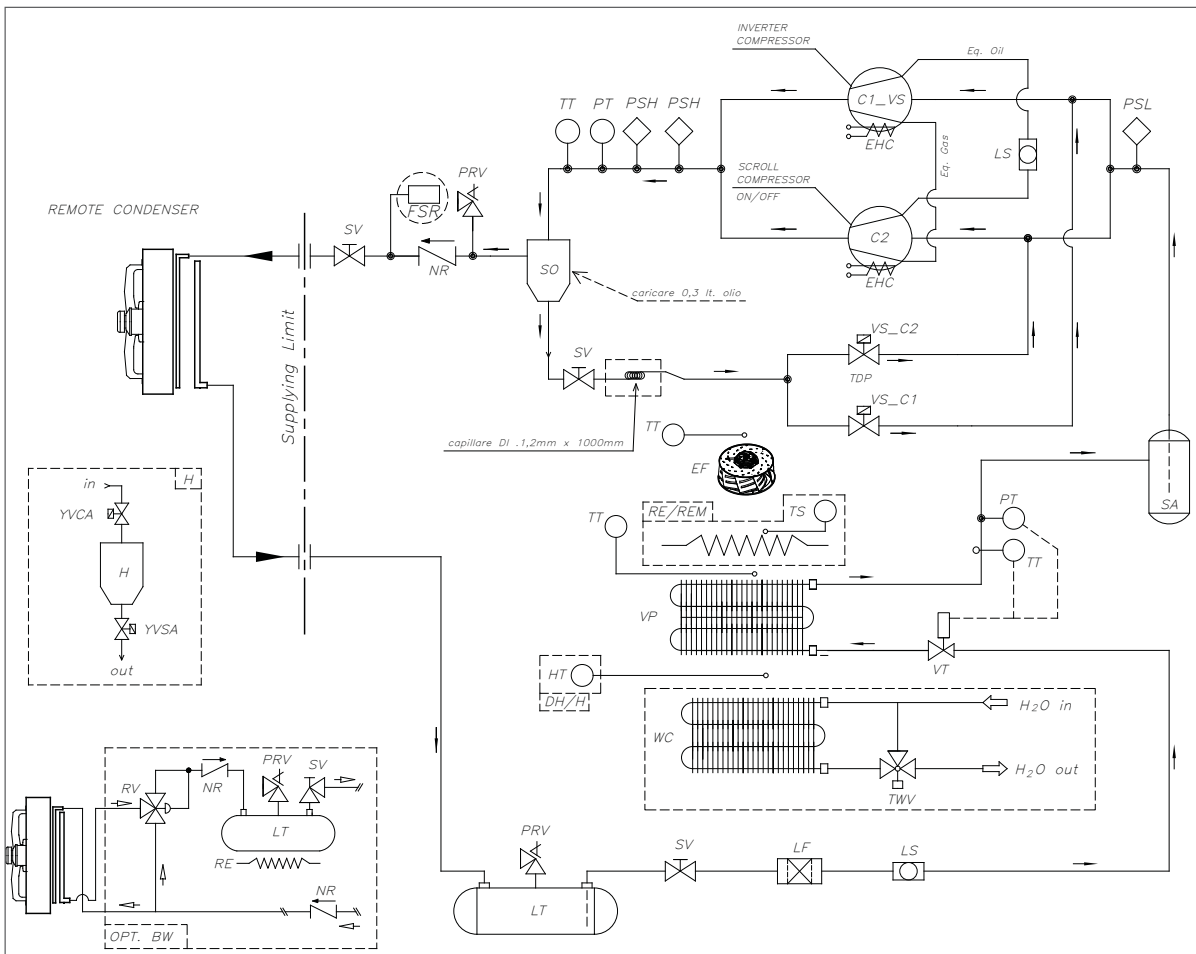 INVERTER
COMPRESSOR
Eq. Oil
C1_VS
EHC
Eq. Gas
LS
PSL
TT
PT
PSH
PSH
SCROLL
COMPRESSOR
ON/OFF
C2
EHC
PRV
FSR
SV
NR
REMOTE CONDENSER
SO
caricare 0,3 lt. olio
Supplying Limit
SV
VS_C2
TDP
VS_C1
capillare DI .1,2mm x 1000mm
TT
EF
SA
in
H
YVCA
H
YVSA
out
TT
RE/REM
TS
PT
TT
VP
VT
HT
DH/H
WC
H₂O in
H₂O out
TWV
RV
NR
PRV
SV
LT
RE
NR
OPT. BW
PRV
LT
SV
LF
LS